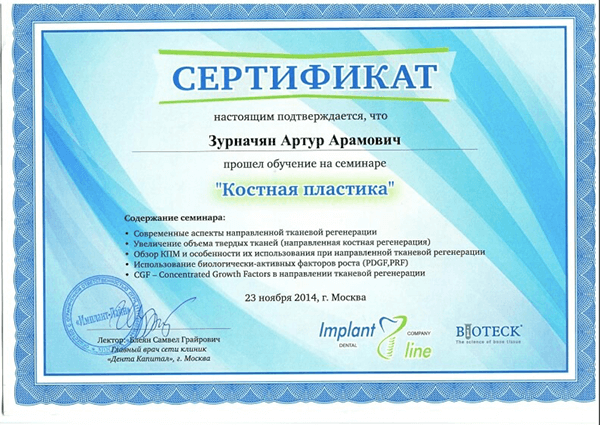 СЕРТИФИКАТ
настоящим подтверждается, что
Зурначян Артур Арамович
прошел обучение на семинаре
"Костная пластика"
Содержание семинара:
• Современные аспекты направленной тканевой регенерации
• Увеличение объема твердых тканей (направленная костная регенерация)
• Обзор КПМ и особенности их использования при направленной тканевой регенерации
• Использование биологически-активных факторов роста (PDGF,PRF)
• CGF – Concentrated Growth Factors в направлении тканевой регенерации
23 ноября 2014, г. Москва
«Имплант-Лайн»
Лектор: Блеян Самвел Грайрович
Главный врач сети клиник
«Дента Капитал», г. Москва
Implant COMPANY
DENTAL line
BIOTECK®
The science of bone tissue